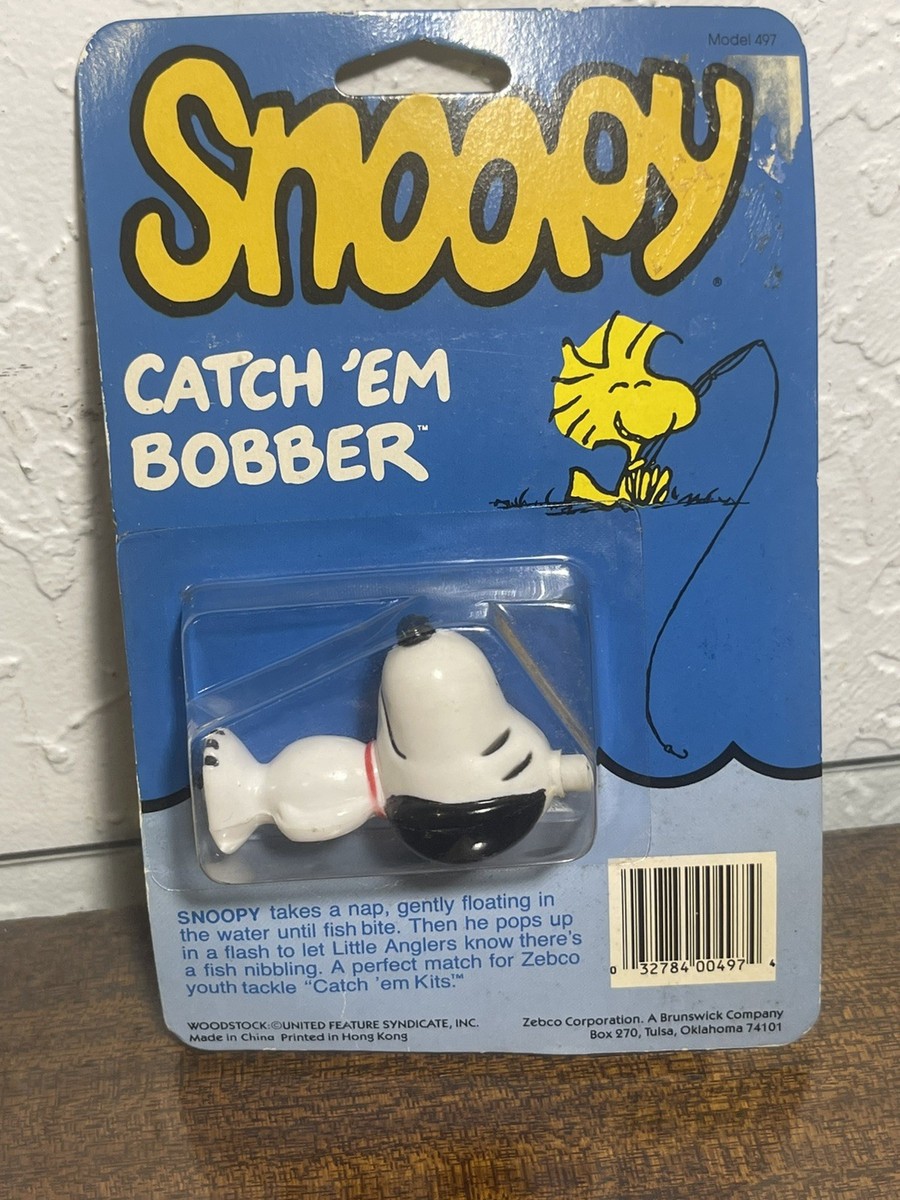 Model 497
Snoopy®
CATCH 'EM
BOBBER™
SNOOPY takes a nap, gently floating in
the water until fish bite. Then he pops up
in a flash to let Little Anglers know there's
a fish nibbling. A perfect match for Zebco
youth tackle "Catch 'em Kits."™
0 32784 00497 4
WOODSTOCK:©UNITED FEATURE SYNDICATE, INC.
Made in China Printed in Hong Kong
Zebco Corporation. A Brunswick Company
Box 270, Tulsa, Oklahoma 74101